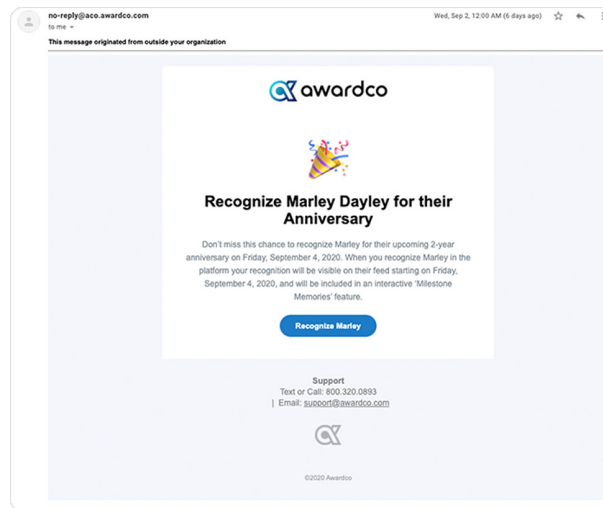 no-reply@aco.awardco.com
Wed, Sep 2, 12:00 AM (6 days ago)
to me
This message originated from outside your organization
awardco
Recognize Marley Dayley for their
Anniversary
Don't miss this chance to recognize Marley for their upcoming 2-year
anniversary on Friday, September 4, 2020. When you recognize Marley in the
platform your recognition will be visible on their feed starting on Friday,
September 4, 2020, and will be included in an interactive 'Milestone
Memories' feature.
Recognize Marley
Support
Text or Call: 800.320.0893
| Email: support@awardco.com
©2020 Awardco